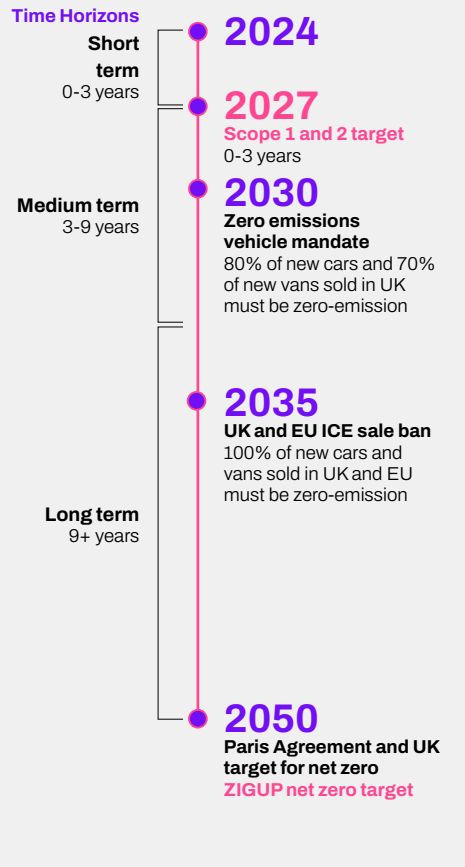 Time Horizons
Short
term
0-3 years
2024
2027
Scope 1 and 2 target
0-3 years
Medium term
3-9 years
2030
Zero emissions
vehicle mandate
80% of new cars and 70%
of new vans sold in UK
must be zero-emission
2035
UK and EU ICE sale ban
100% of new cars and
vans sold in UK and EU
must be zero-emission
Long term
9+ years
2050
Paris Agreement and UK
target for net zero
ZIGUP net zero target